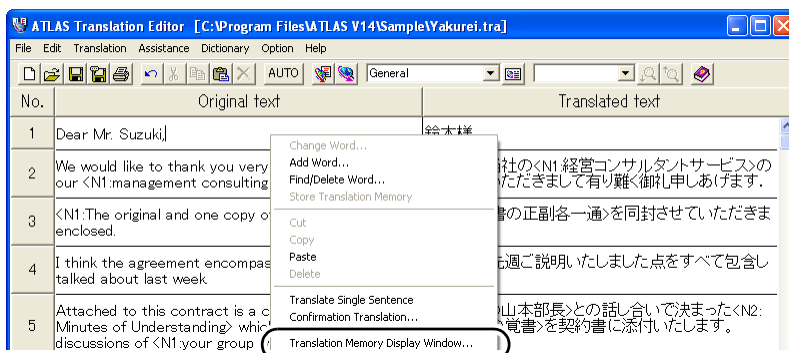 ATLAS Translation Editor [C:\Program Files\ATLAS V14\Sample\Yakurei.tra]
File Edit Translation Assistance Dictionary Option Help
AUTO General
No. Original text Translated text
1 Dear Mr. Suzuki, 鈴木様
Change Word...
Add Word...
Find/Delete Word...
Store Translation Memory
Cut
Copy
Paste
Delete
Translate Single Sentence
Confirmation Translation...
Translation Memory Display Window...
2 We would like to thank you very 社の<N1:経営コンサルタントサービス>の
our <N1:management consulting いただきまして有り難く御礼申しあげます.
3 <N1:The original and one copy of 書の正副各一通>を同封させていただきま
enclosed.
4 I think the agreement encompas 先週ご説明いたしました点をすべて包含し
talked about last week.
5 Attached to this contract is a c 山本部長>との話し合いで決まった<N2:
Minutes of Understanding> which 覚書>を契約書に添付いたします。
discussions of <N1:your group